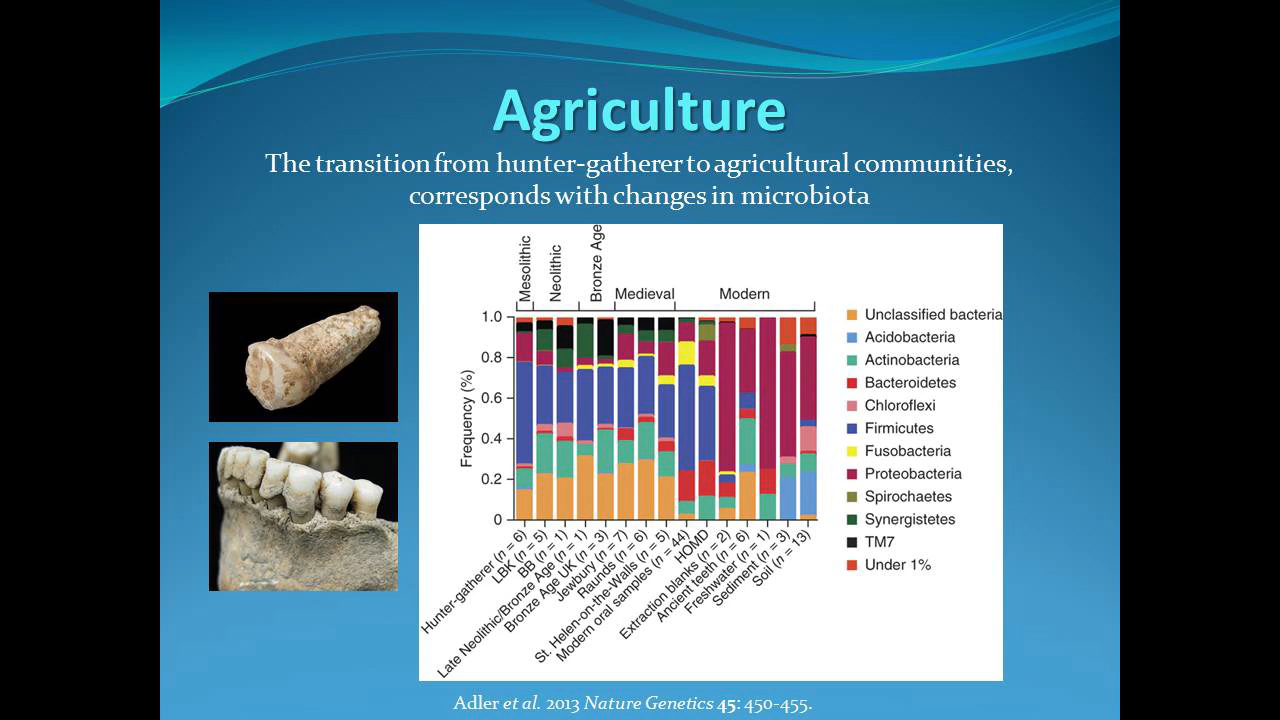 Agriculture
The transition from hunter-gatherer to agricultural communities,
corresponds with changes in microbiota
Mesolithic
Neolithic
Bronze Age
Medieval
Modern
Frequency (%)
1.0
0.8
0.6
0.4
0.2
0
Hunter-gatherer (n = 6)
LBK (n = 5)
BB (n = 1)
Late Neolithic/Bronze Age (n = 1)
Bronze Age UK (n = 3)
Jewbury (n = 7)
Raunds (n = 6)
St. Helen-on-the-Walls (n = 5)
Modern oral samples (n = 44)
HOMD
Extraction blanks (n = 2)
Ancient teeth (n = 6)
Freshwater (n = 1)
Sediment (n = 3)
Soil (n = 13)
Unclassified bacteria
Acidobacteria
Actinobacteria
Bacteroidetes
Chloroflexi
Firmicutes
Fusobacteria
Proteobacteria
Spirochaetes
Synergistetes
TM7
Under 1%
Adler et al. 2013 Nature Genetics 45: 450-455.